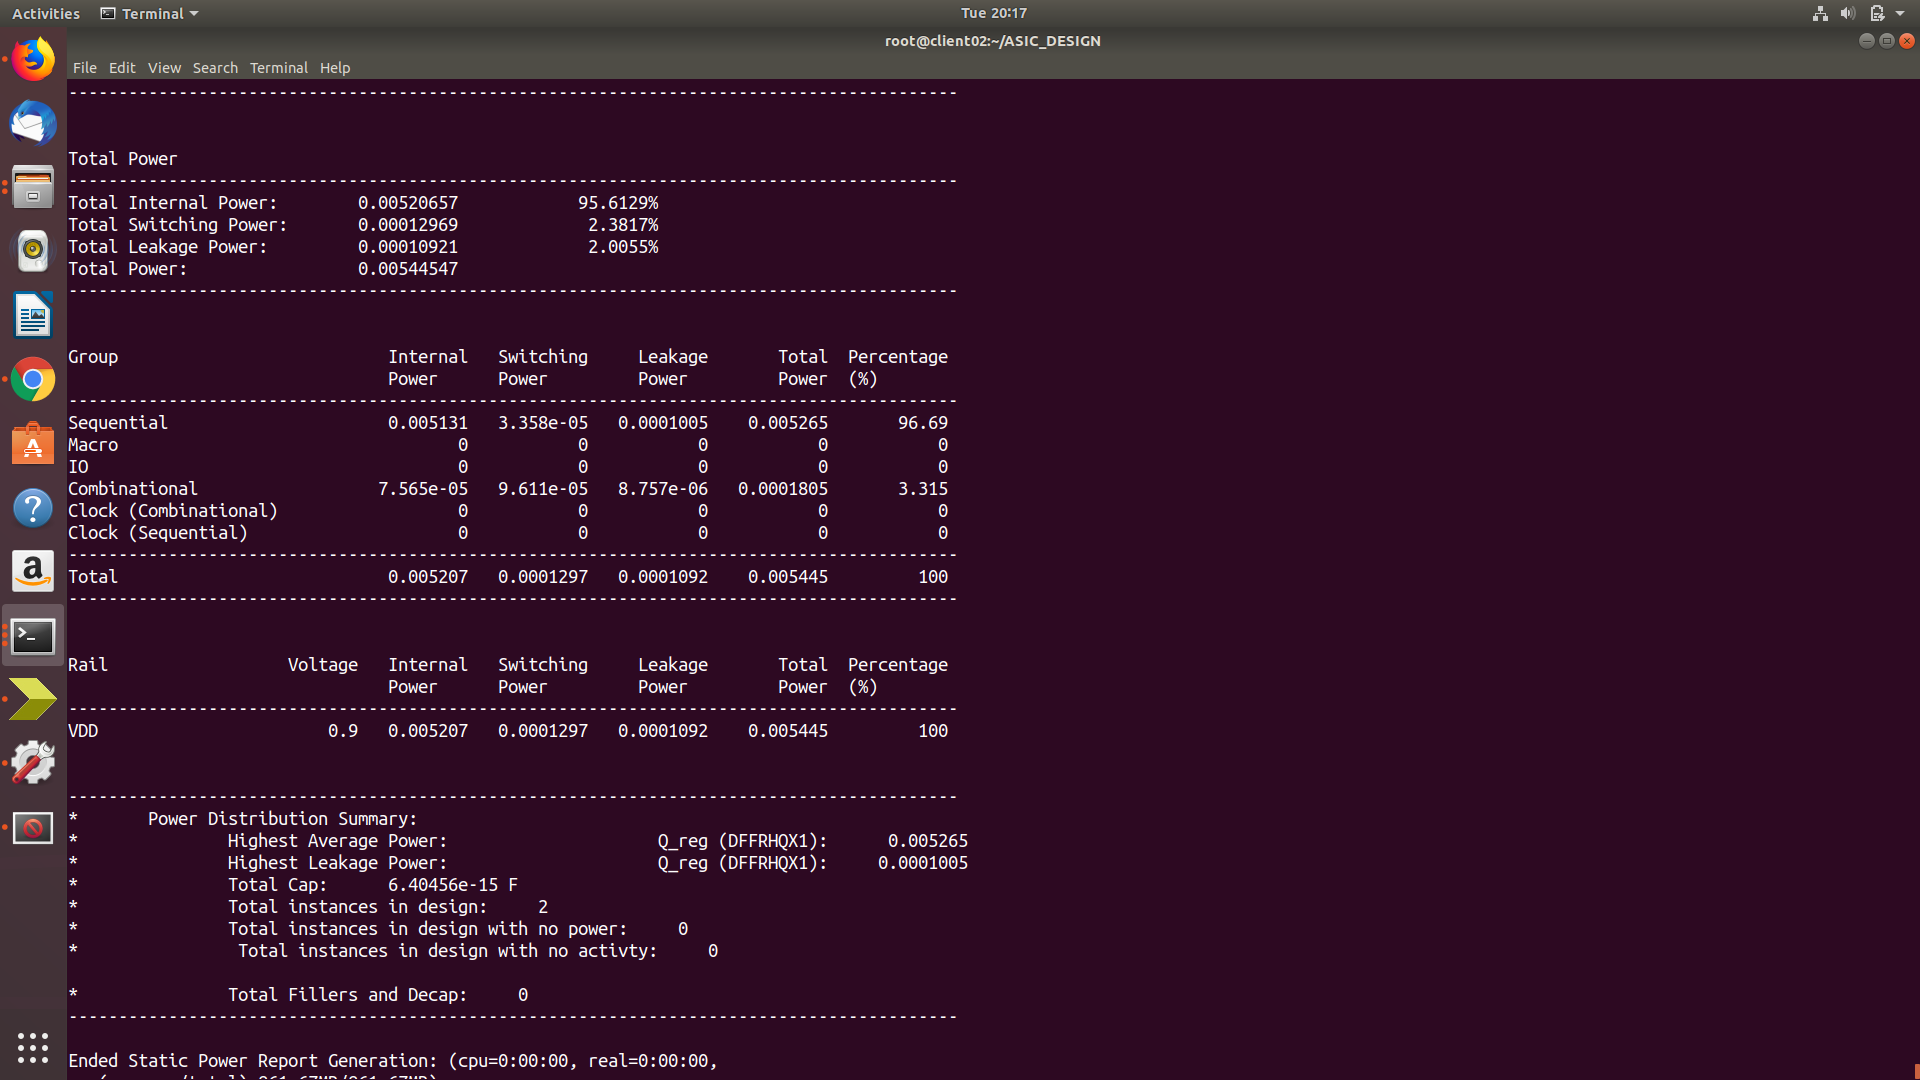 Activities Terminal Tue 20:17
root@client02:~/ASIC_DESIGN
File Edit View Search Terminal Help
-----------------------------------------------------------------------------------------
Total Power
-----------------------------------------------------------------------------------------
Total Internal Power: 0.00520657 95.6129%
Total Switching Power: 0.00012969 2.3817%
Total Leakage Power: 0.00010921 2.0055%
Total Power: 0.00544547
-----------------------------------------------------------------------------------------
Group Internal Switching Leakage Total Percentage
Power Power Power Power (%)
-----------------------------------------------------------------------------------------
Sequential 0.005131 3.358e-05 0.0001005 0.005265 96.69
Macro 0 0 0 0 0
IO 0 0 0 0 0
Combinational 7.565e-05 9.611e-05 8.757e-06 0.0001805 3.315
Clock (Combinational) 0 0 0 0 0
Clock (Sequential) 0 0 0 0 0
-----------------------------------------------------------------------------------------
Total 0.005207 0.0001297 0.0001092 0.005445 100
-----------------------------------------------------------------------------------------
Rail Voltage Internal Switching Leakage Total Percentage
Power Power Power Power (%)
-----------------------------------------------------------------------------------------
VDD 0.9 0.005207 0.0001297 0.0001092 0.005445 100
-----------------------------------------------------------------------------------------
* Power Distribution Summary:
* Highest Average Power: Q_reg (DFFRHQX1): 0.005265
* Highest Leakage Power: Q_reg (DFFRHQX1): 0.0001005
* Total Cap: 6.40456e-15 F
* Total instances in design: 2
* Total instances in design with no power: 0
* Total instances in design with no activty: 0
* Total Fillers and Decap: 0
-----------------------------------------------------------------------------------------
Ended Static Power Report Generation: (cpu=0:00:00, real=0:00:00,